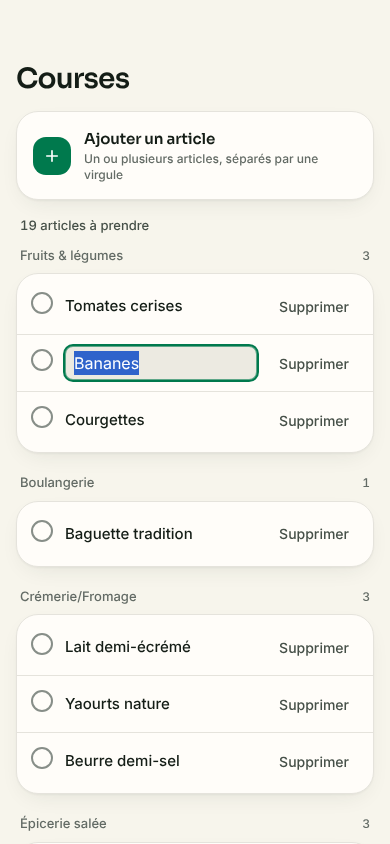 Courses
Ajouter un article
Un ou plusieurs articles, séparés par une
virgule
19 articles à prendre
Fruits & légumes 3
Tomates cerises Supprimer
Bananes Supprimer
Courgettes Supprimer
Boulangerie 1
Baguette tradition Supprimer
Crémerie/Fromage 3
Lait demi-écrémé Supprimer
Yaourts nature Supprimer
Beurre demi-sel Supprimer
Épicerie salée 3